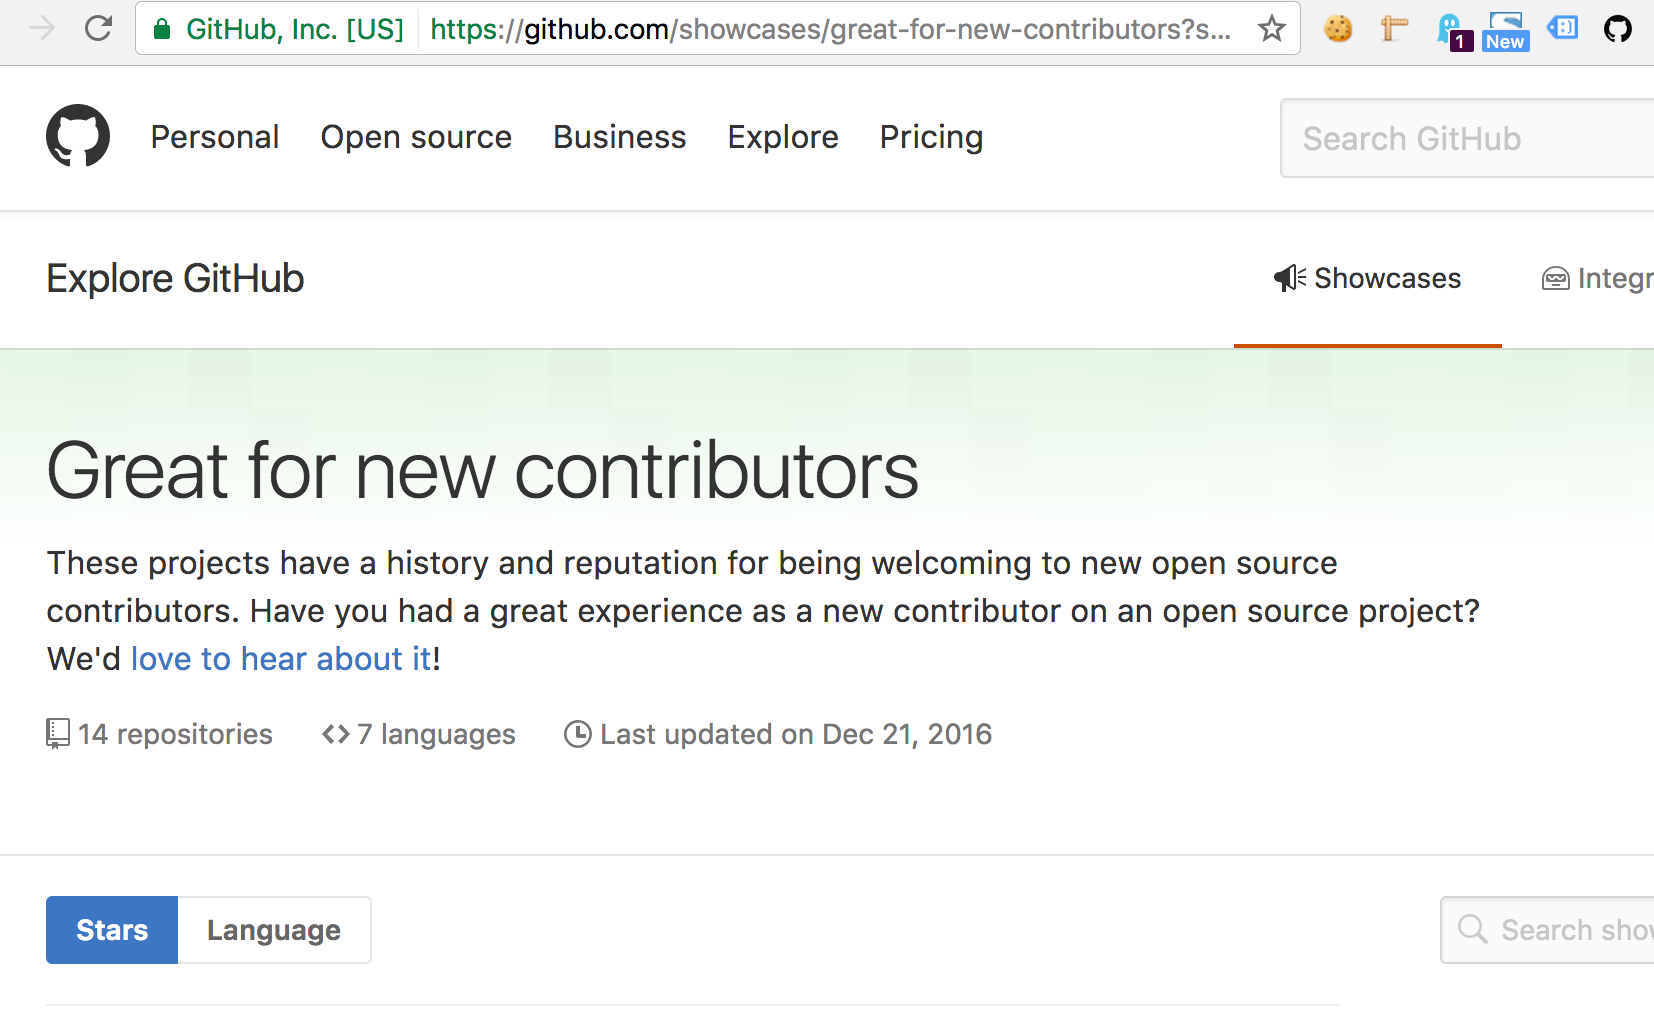 GitHub, Inc. [US] https://github.com/showcases/great-for-new-contributors?s...
1 New
Personal Open source Business Explore Pricing Search GitHub
Explore GitHub Showcases Integr
Great for new contributors
These projects have a history and reputation for being welcoming to new open source
contributors. Have you had a great experience as a new contributor on an open source project?
We'd love to hear about it!
14 repositories <> 7 languages Last updated on Dec 21, 2016
Stars Language Search show